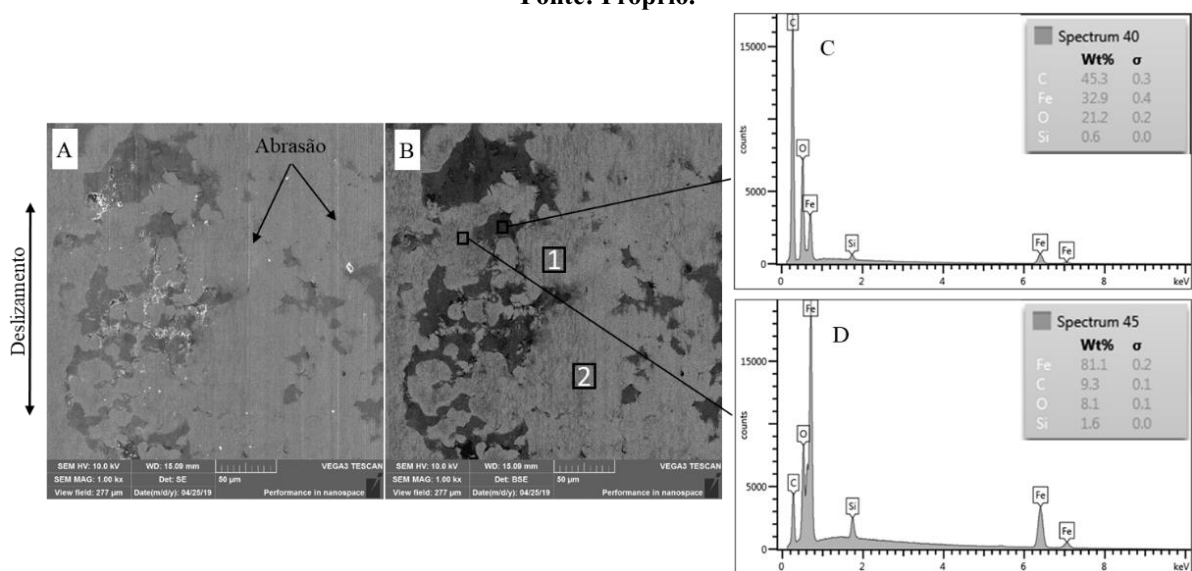 Fonte: Próprio.
A
Abrasão
Deslizamento
SEM HV: 10.0 kV WD: 15.09 mm VEGA3 TESCAN
SEM MAG: 1.00 kx Det: SE 50 µm
View field: 277 µm Date(m/d/y): 04/25/19 Performance in nanospace
B
1
2
SEM HV: 10.0 kV WD: 15.09 mm VEGA3 TESCAN
SEM MAG: 1.00 kx Det: BSE 50 µm
View field: 277 µm Date(m/d/y): 04/25/19 Performance in nanospace
C
Spectrum 40
Wt% σ
C 45.3 0.3
Fe 32.9 0.4
O 21.2 0.2
Si 0.6 0.0
15000
10000
5000
0
counts
C
O
Fe
Si
Fe
Fe
0 2 4 6 8 keV
D
Spectrum 45
Wt% σ
Fe 81.1 0.2
C 9.3 0.1
O 8.1 0.1
Si 1.6 0.0
15000
10000
5000
0
counts
Fe
O
C
Si
Fe
Fe
0 2 4 6 8 keV